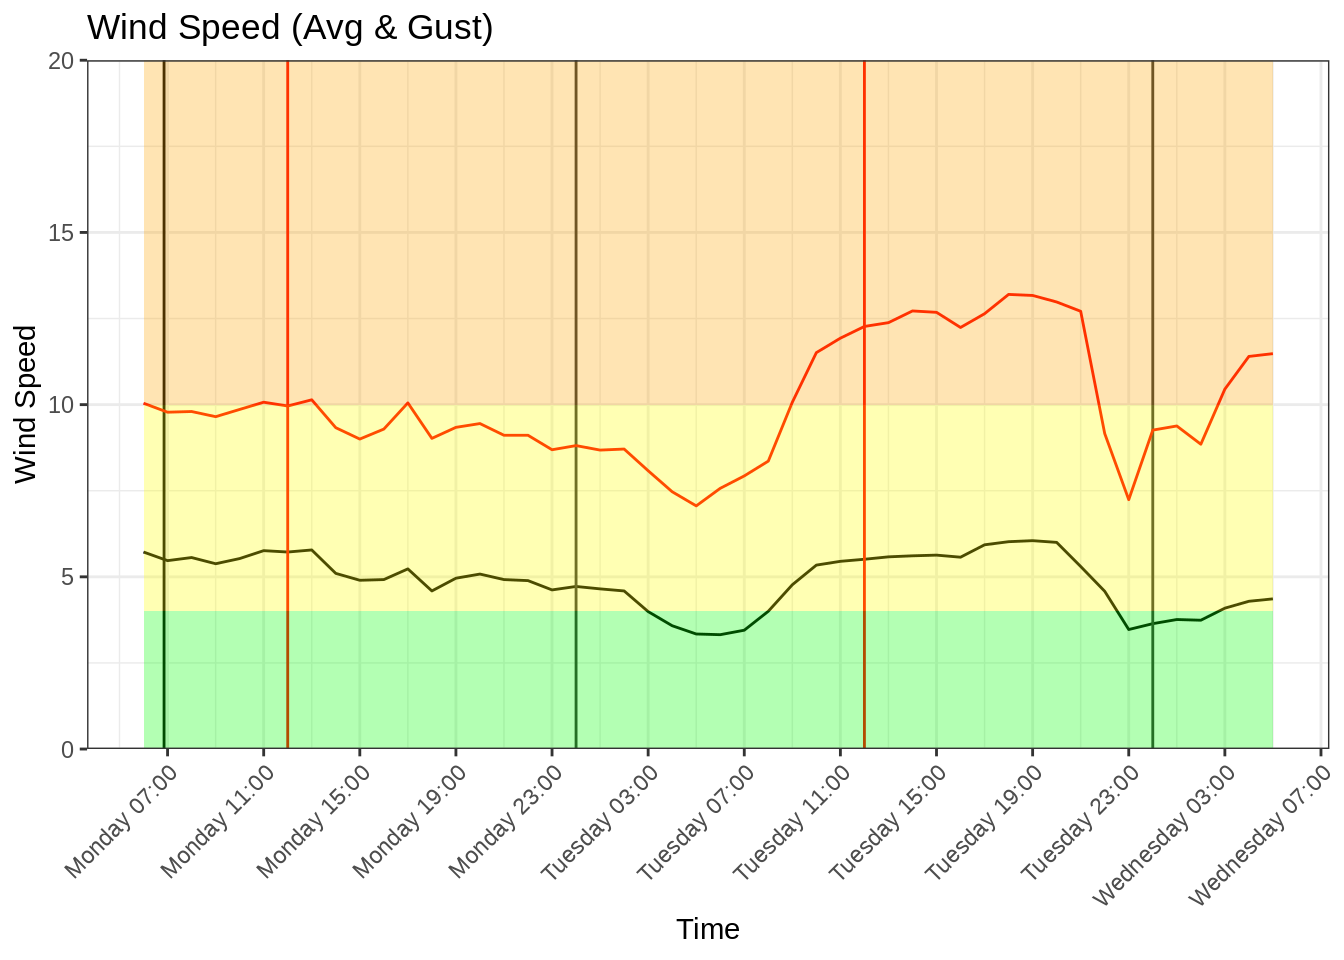 Wind Speed (Avg & Gust)
Wind Speed
20
15
10
5
0
Monday 07:00
Monday 11:00
Monday 15:00
Monday 19:00
Monday 23:00
Tuesday 03:00
Tuesday 07:00
Tuesday 11:00
Tuesday 15:00
Tuesday 19:00
Tuesday 23:00
Wednesday 03:00
Wednesday 07:00
Time